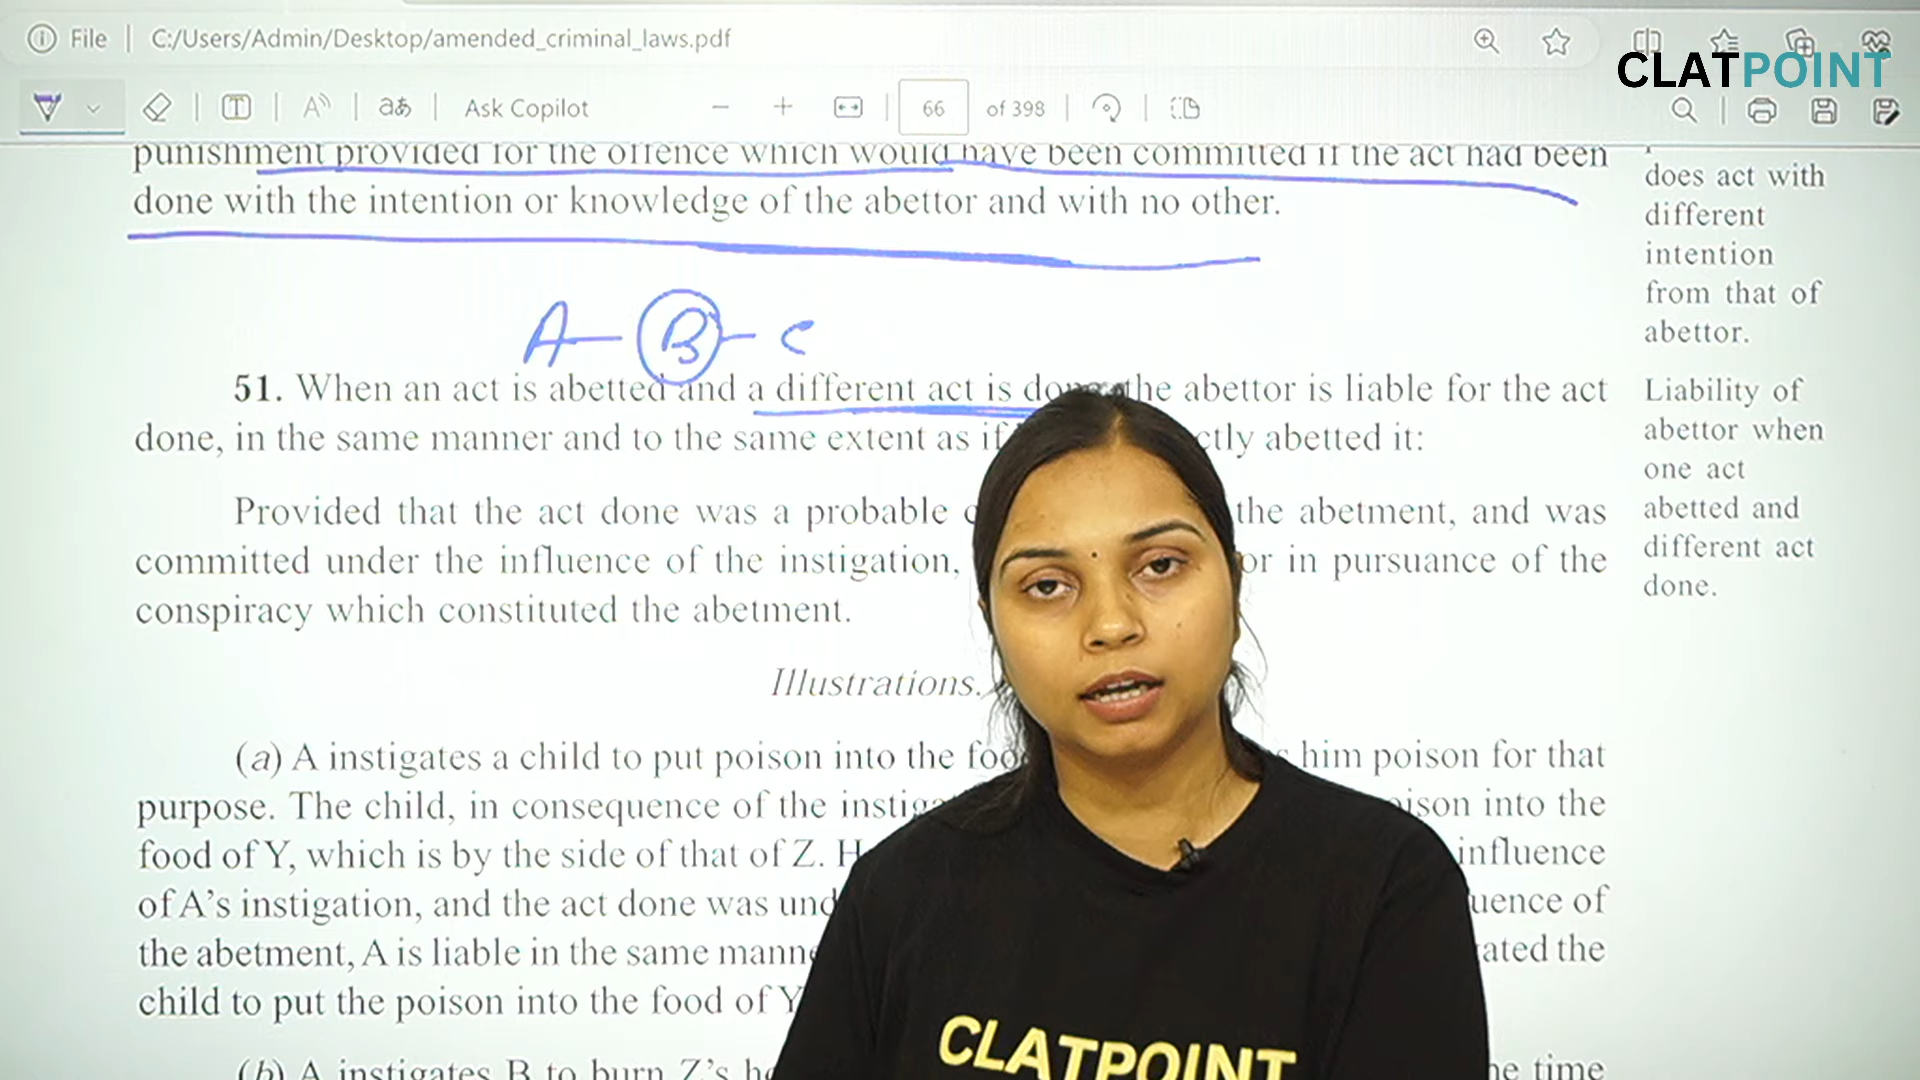 File | C:/Users/Admin/Desktop/amended_criminal_laws.pdf
CLATPOINT
T A aあ Ask Copilot 66 of 398
punishment provided for the offence which would have been committed if the act had been
done with the intention or knowledge of the abettor and with no other.
does act with
different
intention
from that of
abettor.
A - B - C
51. When an act is abetted and a different act is done, the abettor is liable for the act
done, in the same manner and to the same extent as if ctly abetted it:
Liability of
abettor when
one act
abetted and
different act
done.
Provided that the act done was a probable the abetment, and was
committed under the influence of the instigation, or in pursuance of the
conspiracy which constituted the abetment.
Illustrations.
(a) A instigates a child to put poison into the him poison for that
purpose. The child, in consequence of the into the
food of Y, which is by the side of that of Z. influence
of A's instigation, and the act done was of
the abetment, A is liable in the same the
child to put the poison into the food of Y
(b) A instigates B to burn Z's time
CLATPOINT